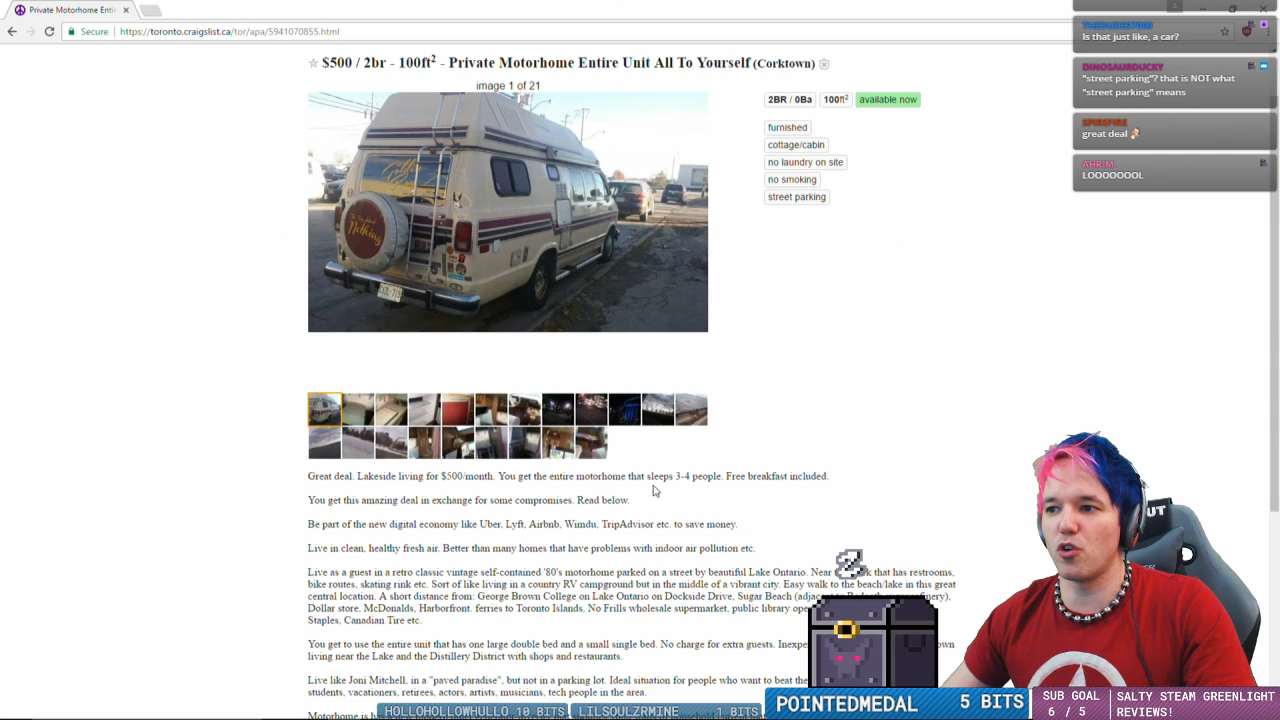 Private Motorhome Enti
Secure
https://toronto.craigslist.ca/tor/apa/5941070855.html
$500 / 2br - 100ft² - Private Motorhome Entire Unit All To Yourself (Corktown)
image 1 of 21
2BR / 0Ba
100ft²
available now
furnished
cottage/cabin
no laundry on site
no smoking
street parking
Nothing
Great deal. Lakeside living for $500/month. You get the entire motorhome that sleeps 3-4 people. Free breakfast included.
You get this amazing deal in exchange for some compromises. Read below.
Be part of the new digital economy like Uber, Lyft, Airbnb, Wimdu, TripAdvisor etc. to save money.
Live in clean, healthy fresh air. Better than many homes that have problems with indoor air pollution etc.
Live as a guest in a retro classic vintage self-contained '80's motorhome parked on a street by beautiful Lake Ontario. Near that has restrooms,
bike routes, skating rink etc. Sort of like living in a country RV campground but in the middle of a vibrant city. Easy walk to the beach/lake in this great
central location. A short distance from: George Brown College on Lake Ontario on Dockside Drive, Sugar Beach
Dollar store, McDonalds, Harborfront. ferries to Toronto Islands, No Frills wholesale supermarket, public library
Staples, Canadian Tire etc.
You get to use the entire unit that has one large double bed and a small single bed. No charge for extra guests.
living near the Lake and the Distillery District with shops and restaurants.
Live like Joni Mitchell, in a "paved paradise", but not in a parking lot. Ideal situation for people who want to beat the
students, vacationers, retirees, actors, artists, musicians, tech people in the area.
Motorhome is
Is that just like, a car?
DINOSAURDUCKY
"street parking"? that is NOT what
"street parking" means
SPIREFIRE
great deal
AHRIM
LOOOOOOOL
HOLLOHOLLOWHULLO 10 BITS
LILSOULZRMINE 1 BITS
POINTEDMEDAL 5 BITS
SUB GOAL
6 / 5
SALTY STEAM GREENLIGHT
REVIEWS!